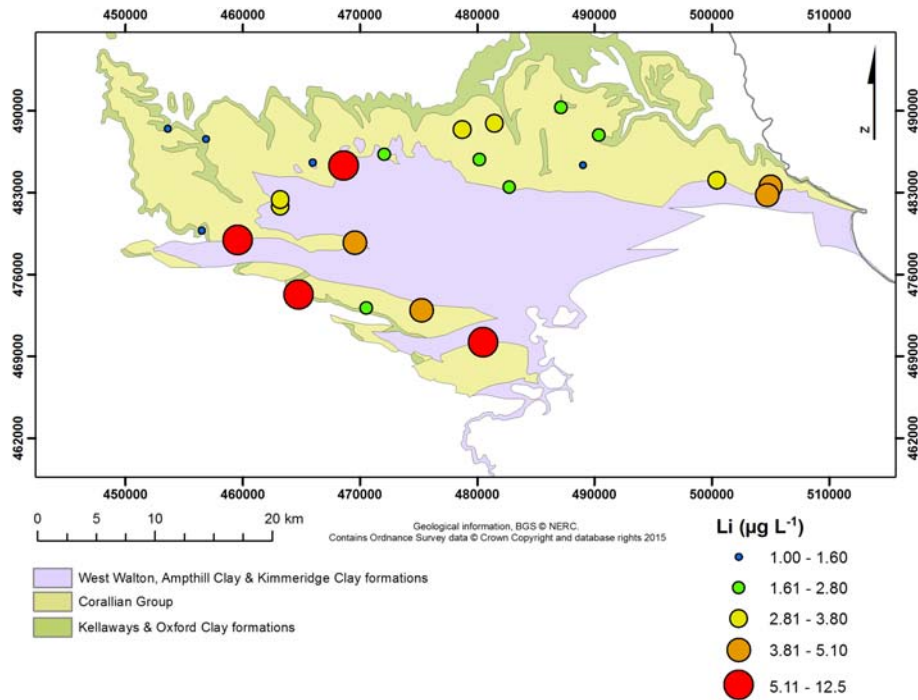 450000 460000 470000 480000 490000 500000 510000
490000 490000
483000 483000
476000 476000
469000 469000
462000 462000
N
450000 460000 470000 480000 490000 500000 510000
0 5 10 20 km
Geological information, BGS © NERC.
Contains Ordnance Survey data © Crown Copyright and database rights 2015
West Walton, Ampthill Clay & Kimmeridge Clay formations
Corallian Group
Kellaways & Oxford Clay formations
Li (µg L⁻¹)
1.00 - 1.60
1.61 - 2.80
2.81 - 3.80
3.81 - 5.10
5.11 - 12.5